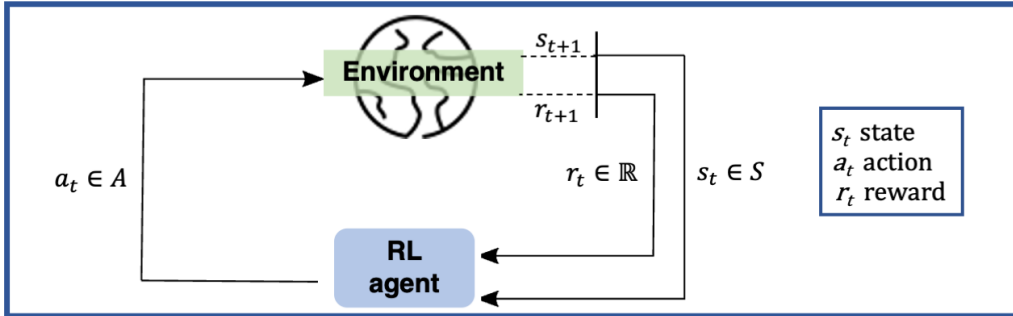 s_{t+1}
Environment
r_{t+1}
a_t ∈ A
r_t ∈ ℝ
s_t ∈ S
s_t state
a_t action
r_t reward
RL
agent